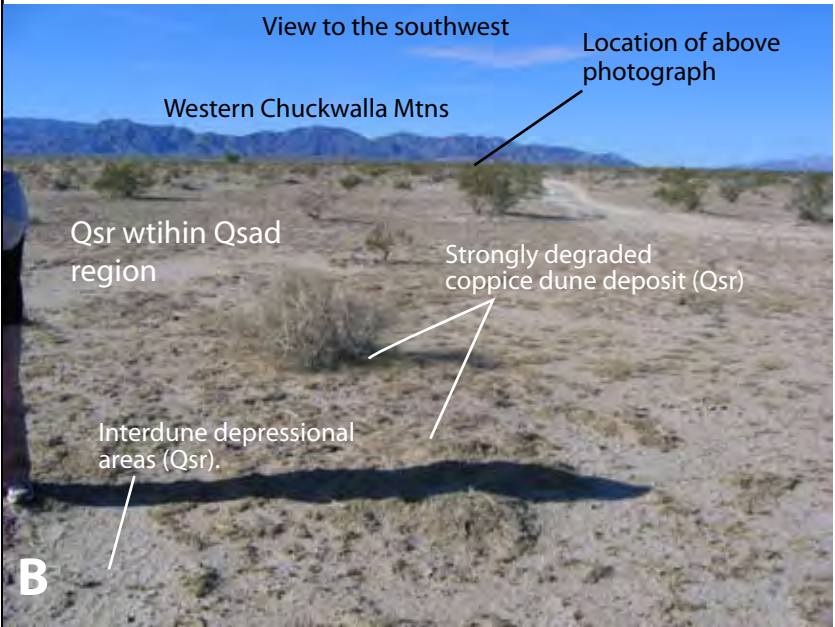 View to the southwest
Location of above
photograph
Western Chuckwalla Mtns
Qsr wtihin Qsad
region
Strongly degraded
coppice dune deposit (Qsr)
Interdune depressional
areas (Qsr).
B